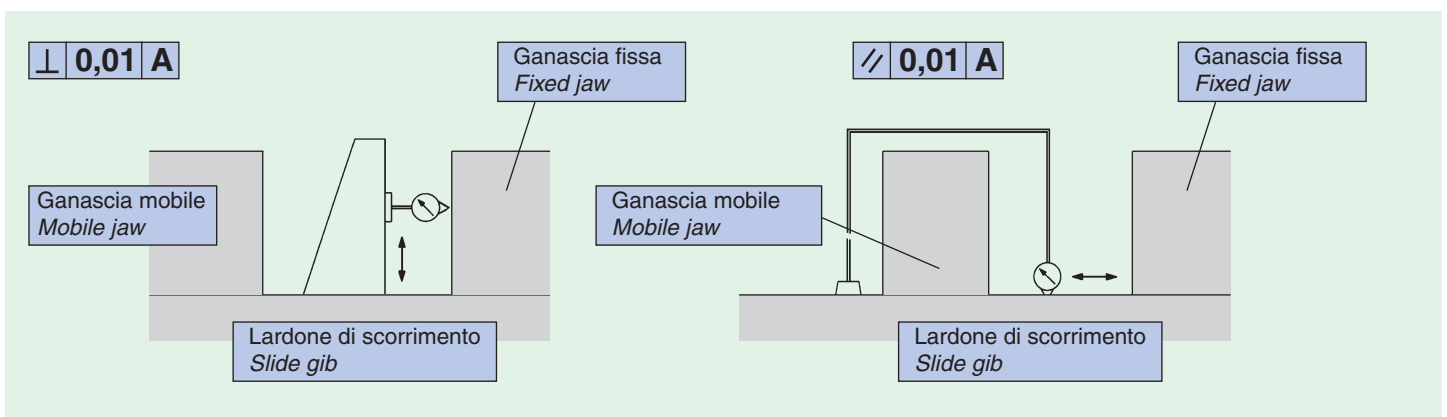 ⊥ 0,01 A
Ganascia fissa
Fixed jaw
Ganascia mobile
Mobile jaw
Lardone di scorrimento
Slide gib
⫽ 0,01 A
Ganascia fissa
Fixed jaw
Ganascia mobile
Mobile jaw
Lardone di scorrimento
Slide gib